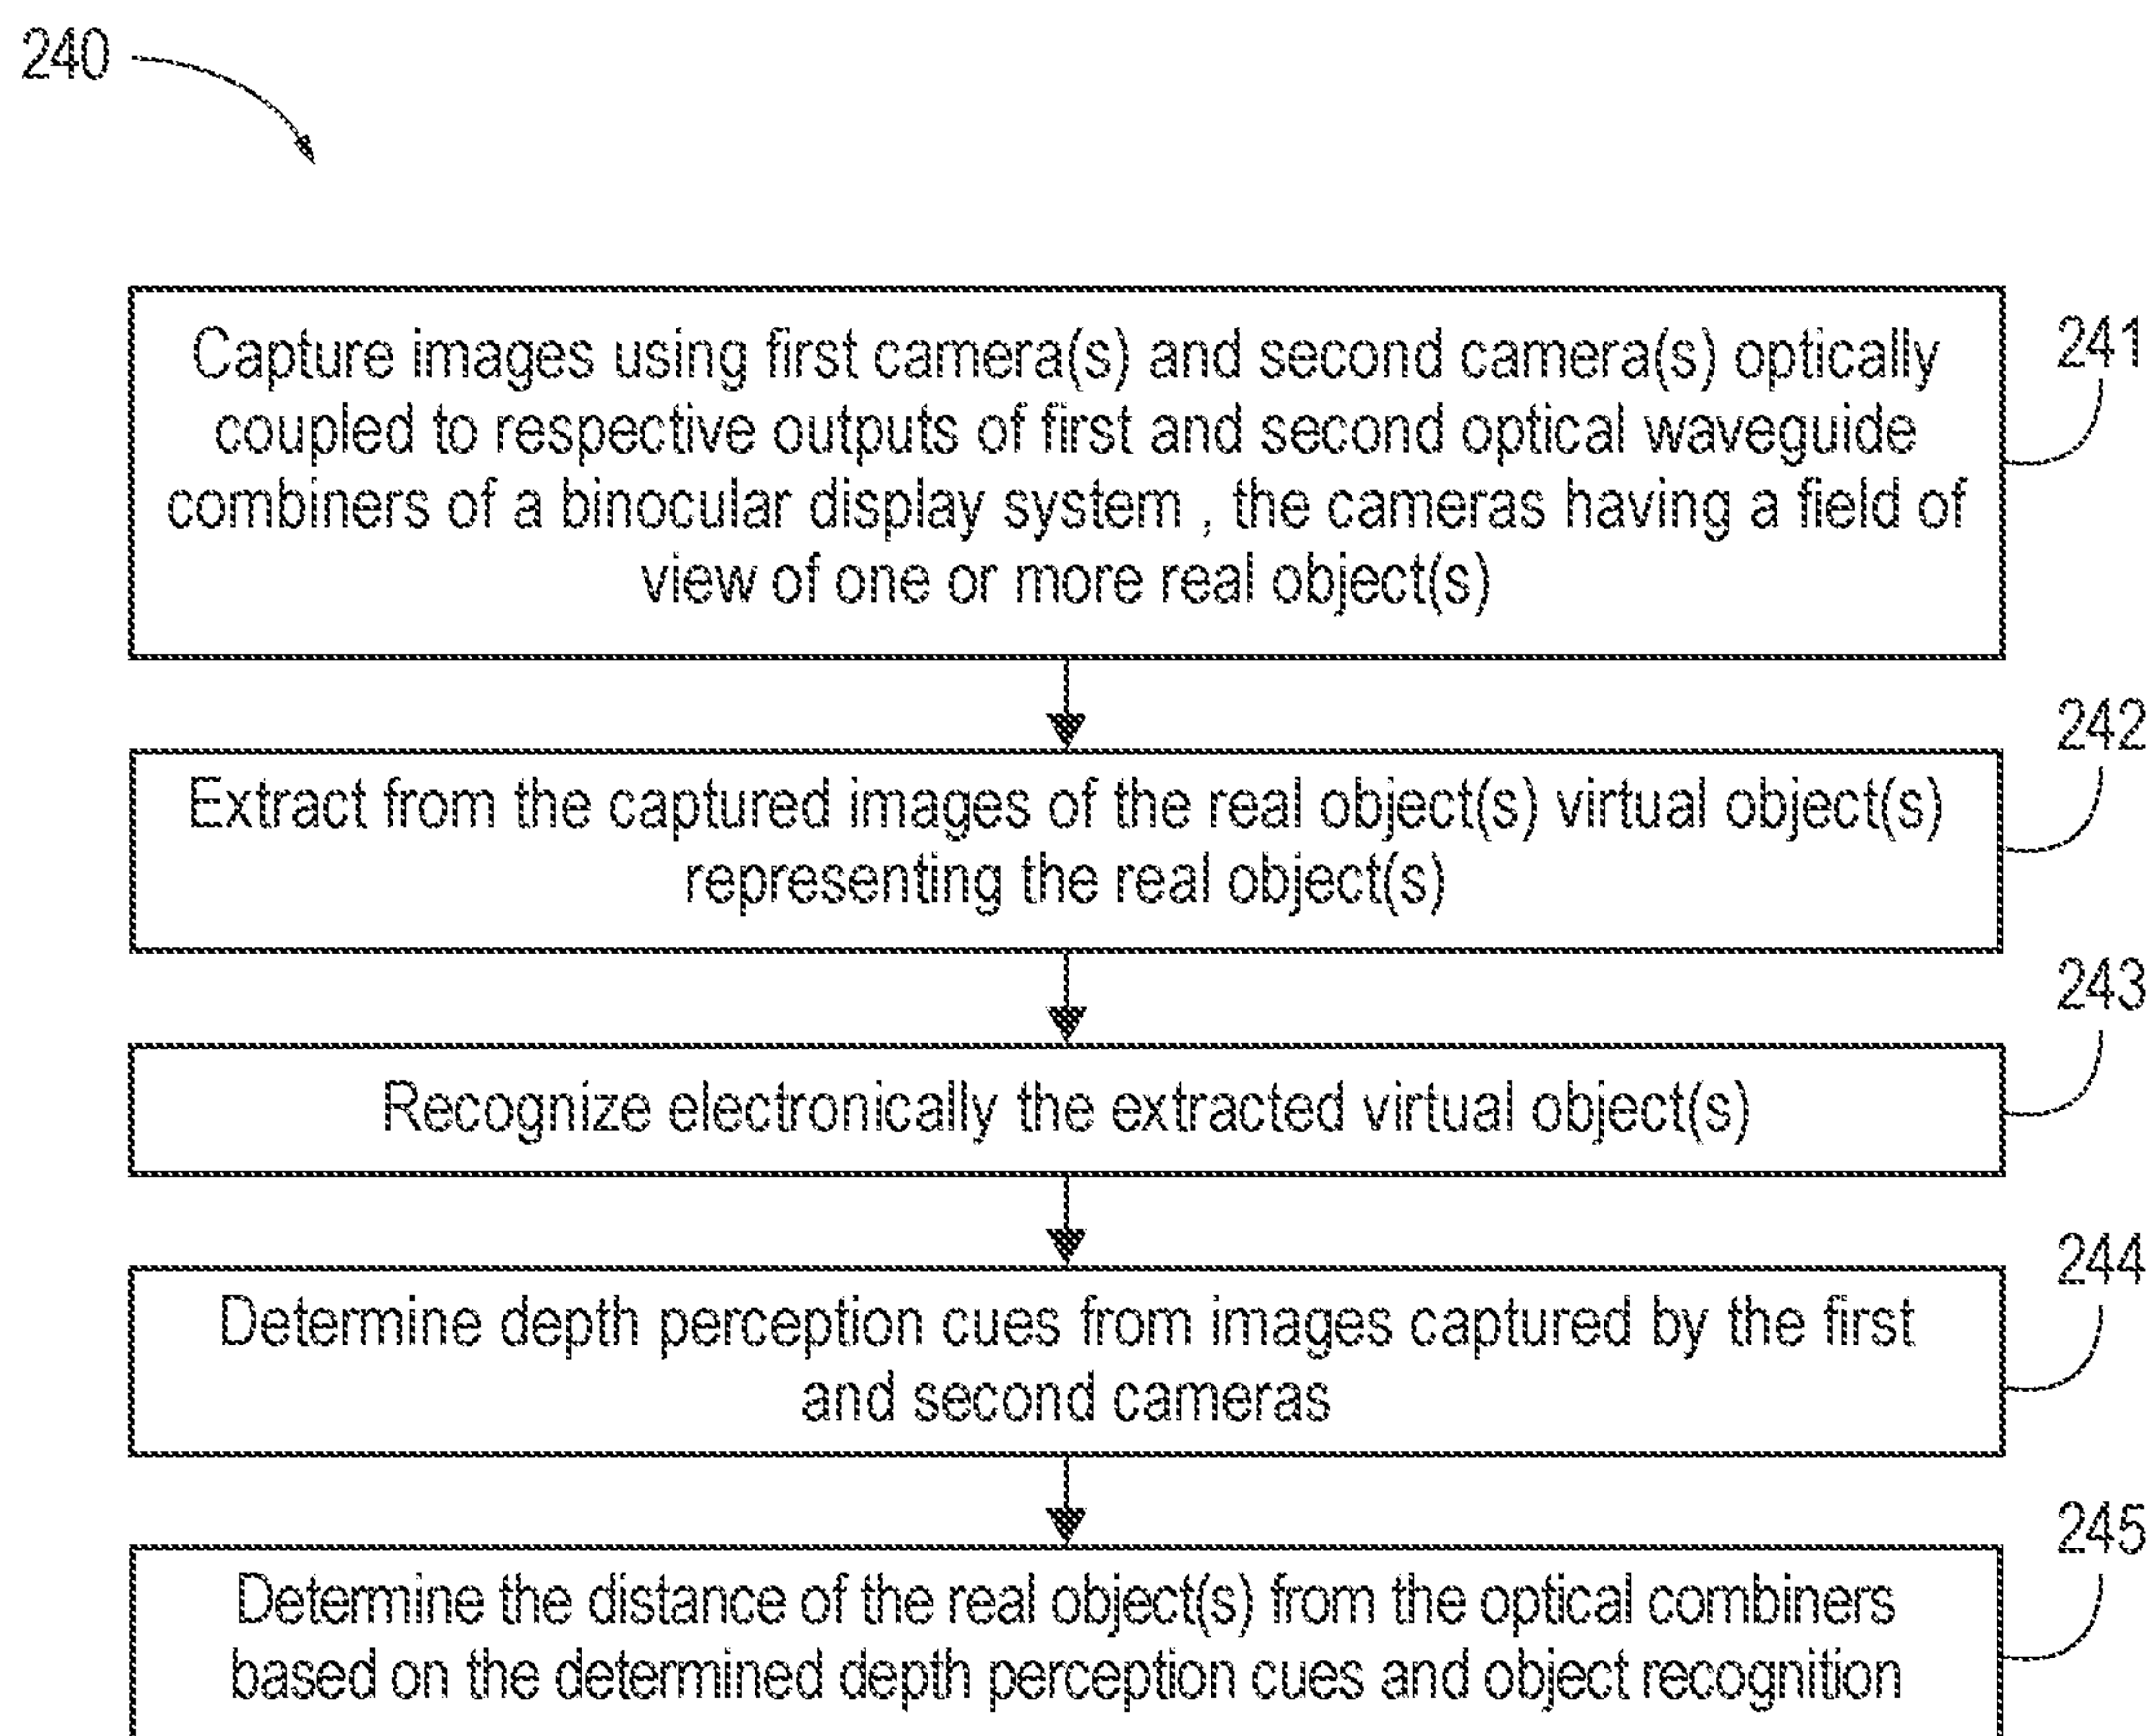 240
Capture images using first camera(s) and second camera(s) optically
coupled to respective outputs of first and second optical waveguide
combiners of a binocular display system , the cameras having a field of
view of one or more real object(s)
241
Extract from the captured images of the real object(s) virtual object(s)
representing the real object(s)
242
Recognize electronically the extracted virtual object(s)
243
Determine depth perception cues from images captured by the first
and second cameras
244
Determine the distance of the real object(s) from the optical combiners
based on the determined depth perception cues and object recognition
245